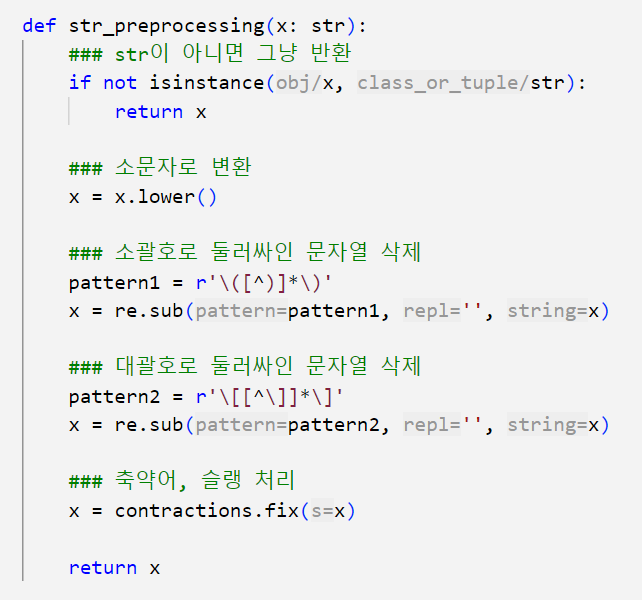 def str_preprocessing(x: str):
### str이 아니면 그냥 반환
if not isinstance(obj/x, class_or_tuple/str):
return x
### 소문자로 변환
x = x.lower()
### 소괄호로 둘러싸인 문자열 삭제
pattern1 = r'\([^)]*\)'
x = re.sub(pattern=pattern1, repl='', string=x)
### 대괄호로 둘러싸인 문자열 삭제
pattern2 = r'\[[^\]]*\]'
x = re.sub(pattern=pattern2, repl='', string=x)
### 축약어, 슬랭 처리
x = contractions.fix(s=x)
return x